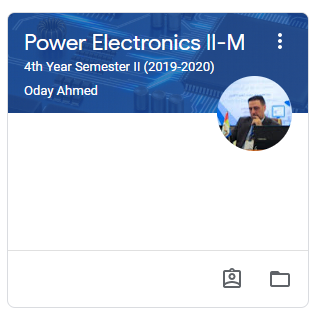 Power Electronics II-M
4th Year Semester II (2019-2020)
Oday Ahmed